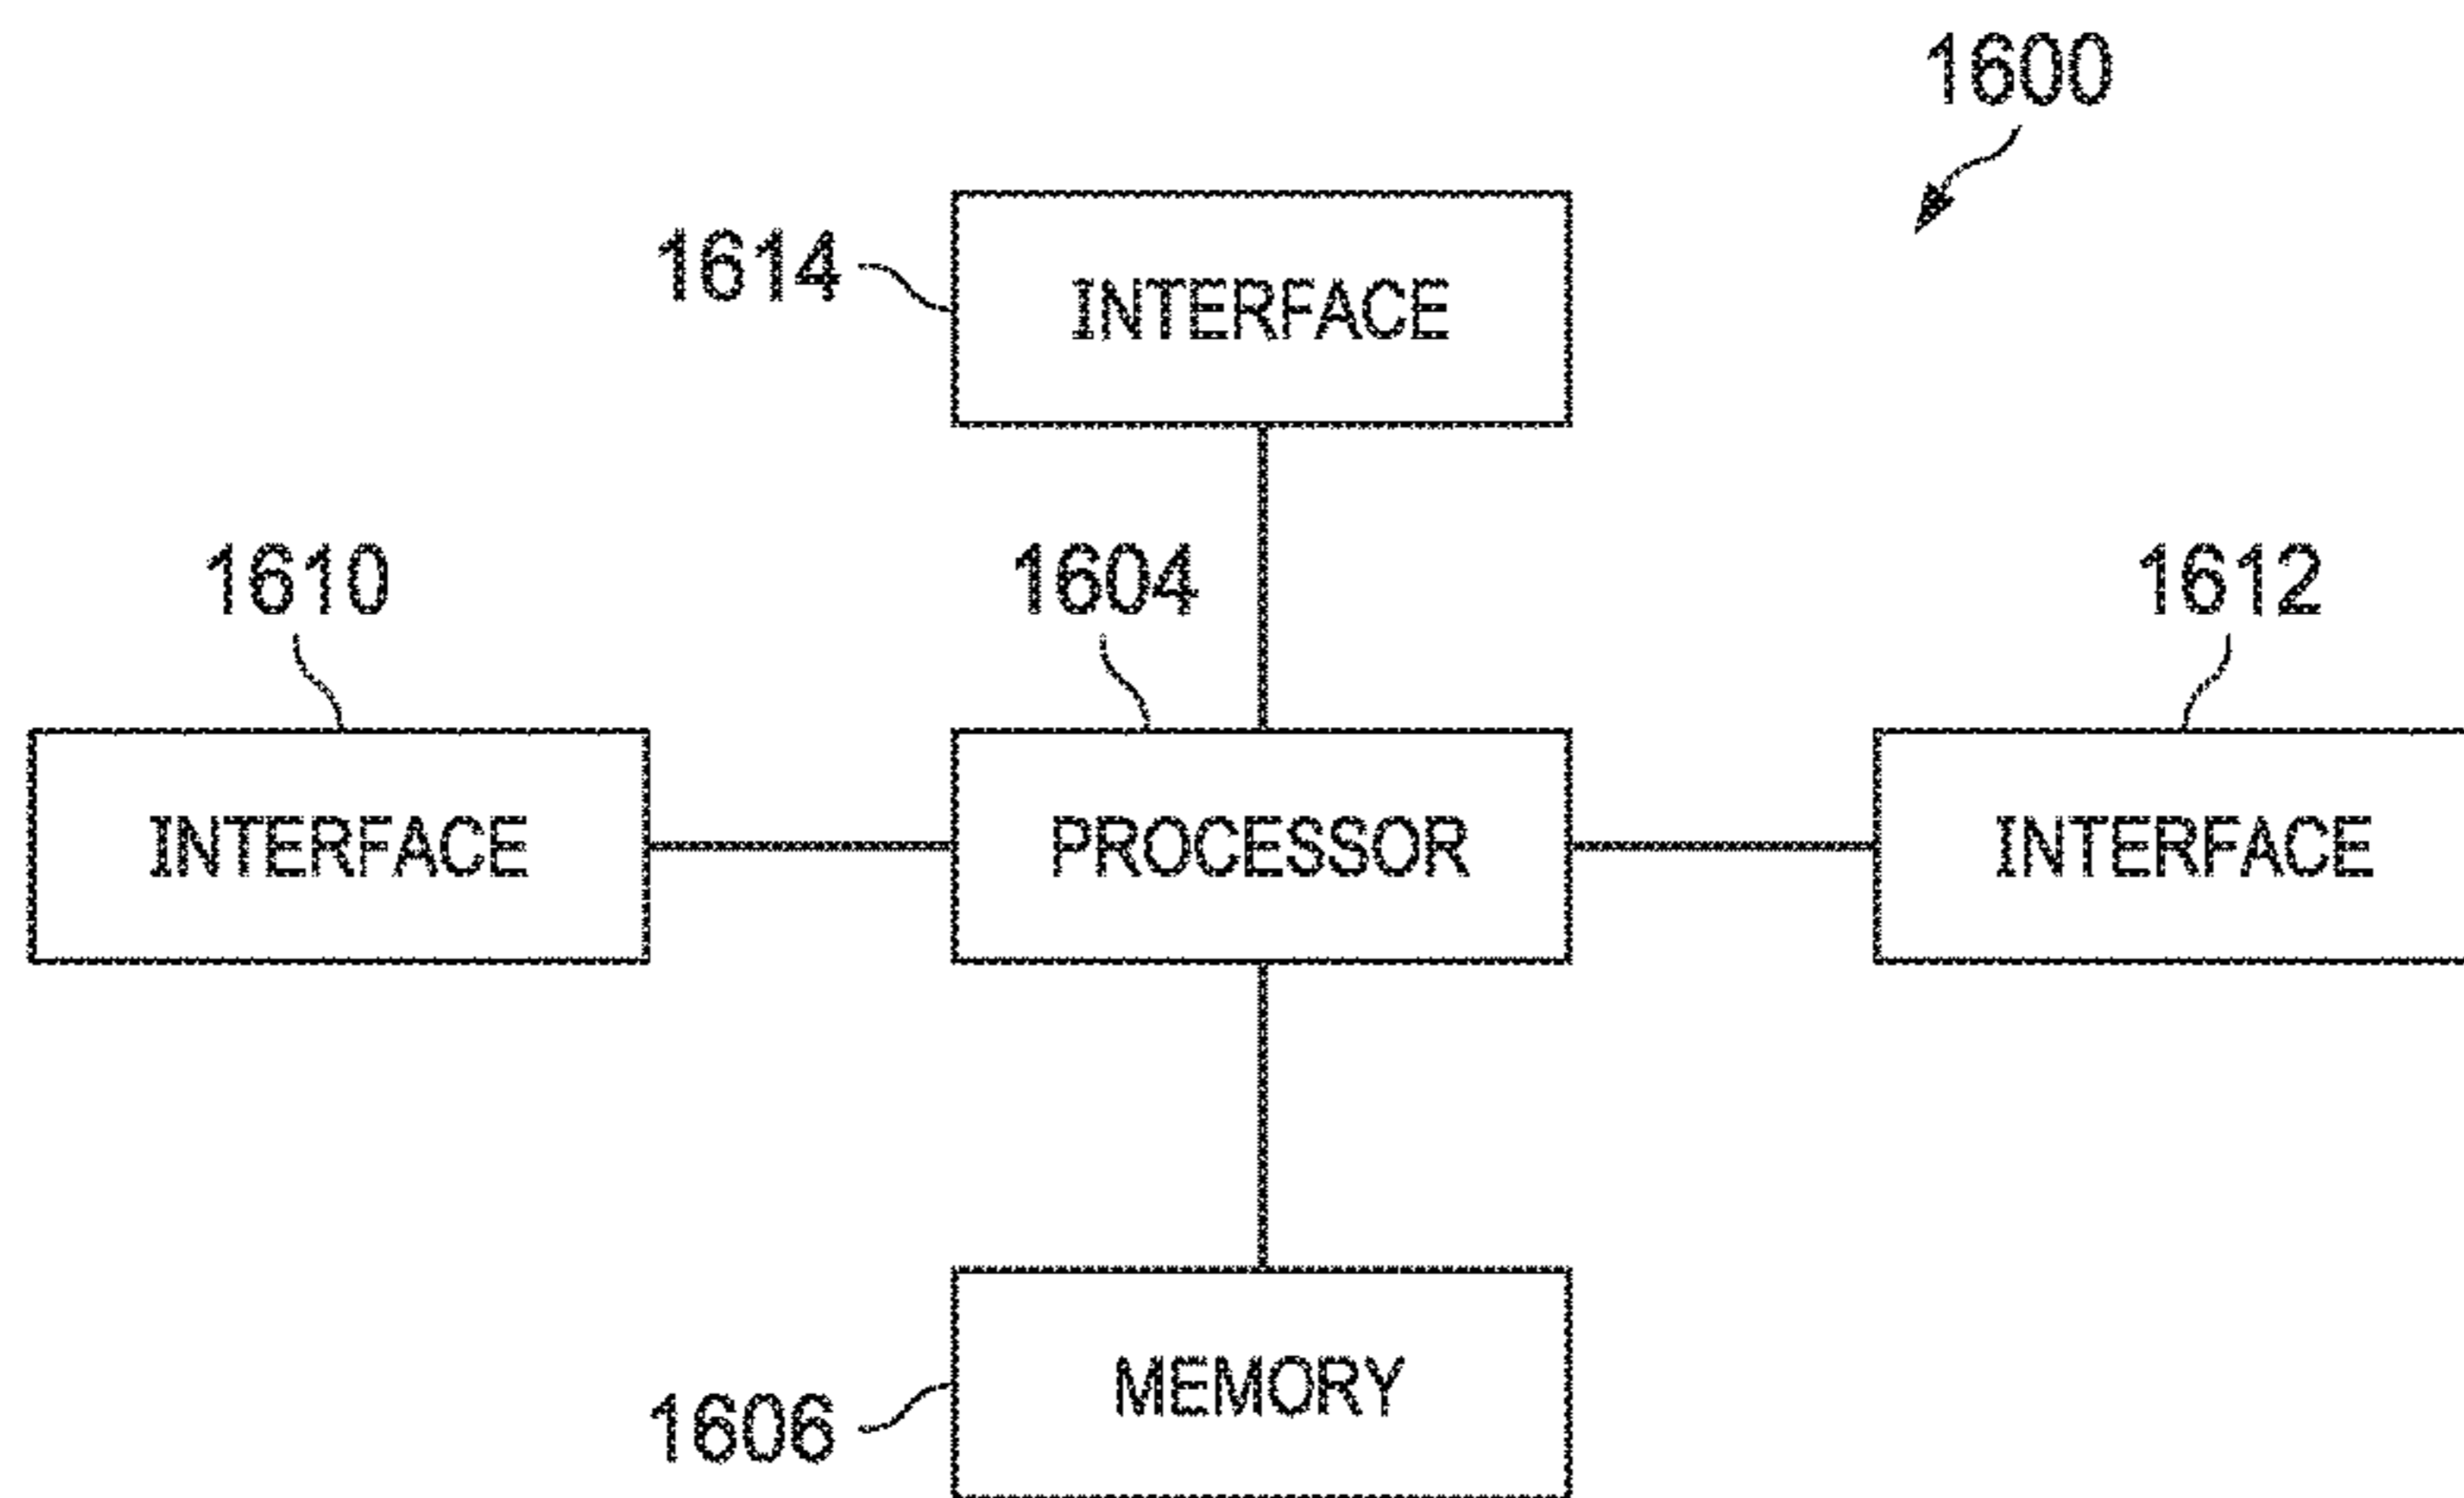 1600
1614
INTERFACE
1610
1604
1612
INTERFACE
PROCESSOR
INTERFACE
MEMORY
1606